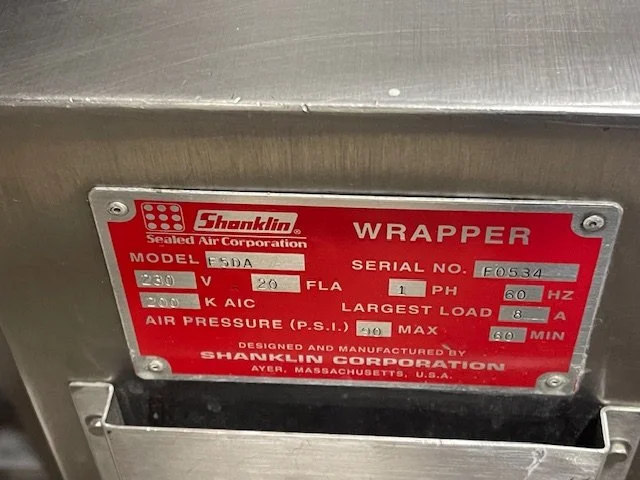 Shanklin®
Sealed Air Corporation
WRAPPER
MODEL F5DA SERIAL NO. F0534
230 V 20 FLA 1 PH 60 HZ
200 K AIC LARGEST LOAD 8 A
AIR PRESSURE (P.S.I.) 90 MAX 60 MIN
DESIGNED AND MANUFACTURED BY
SHANKLIN CORPORATION
AYER, MASSACHUSETTS, U.S.A.